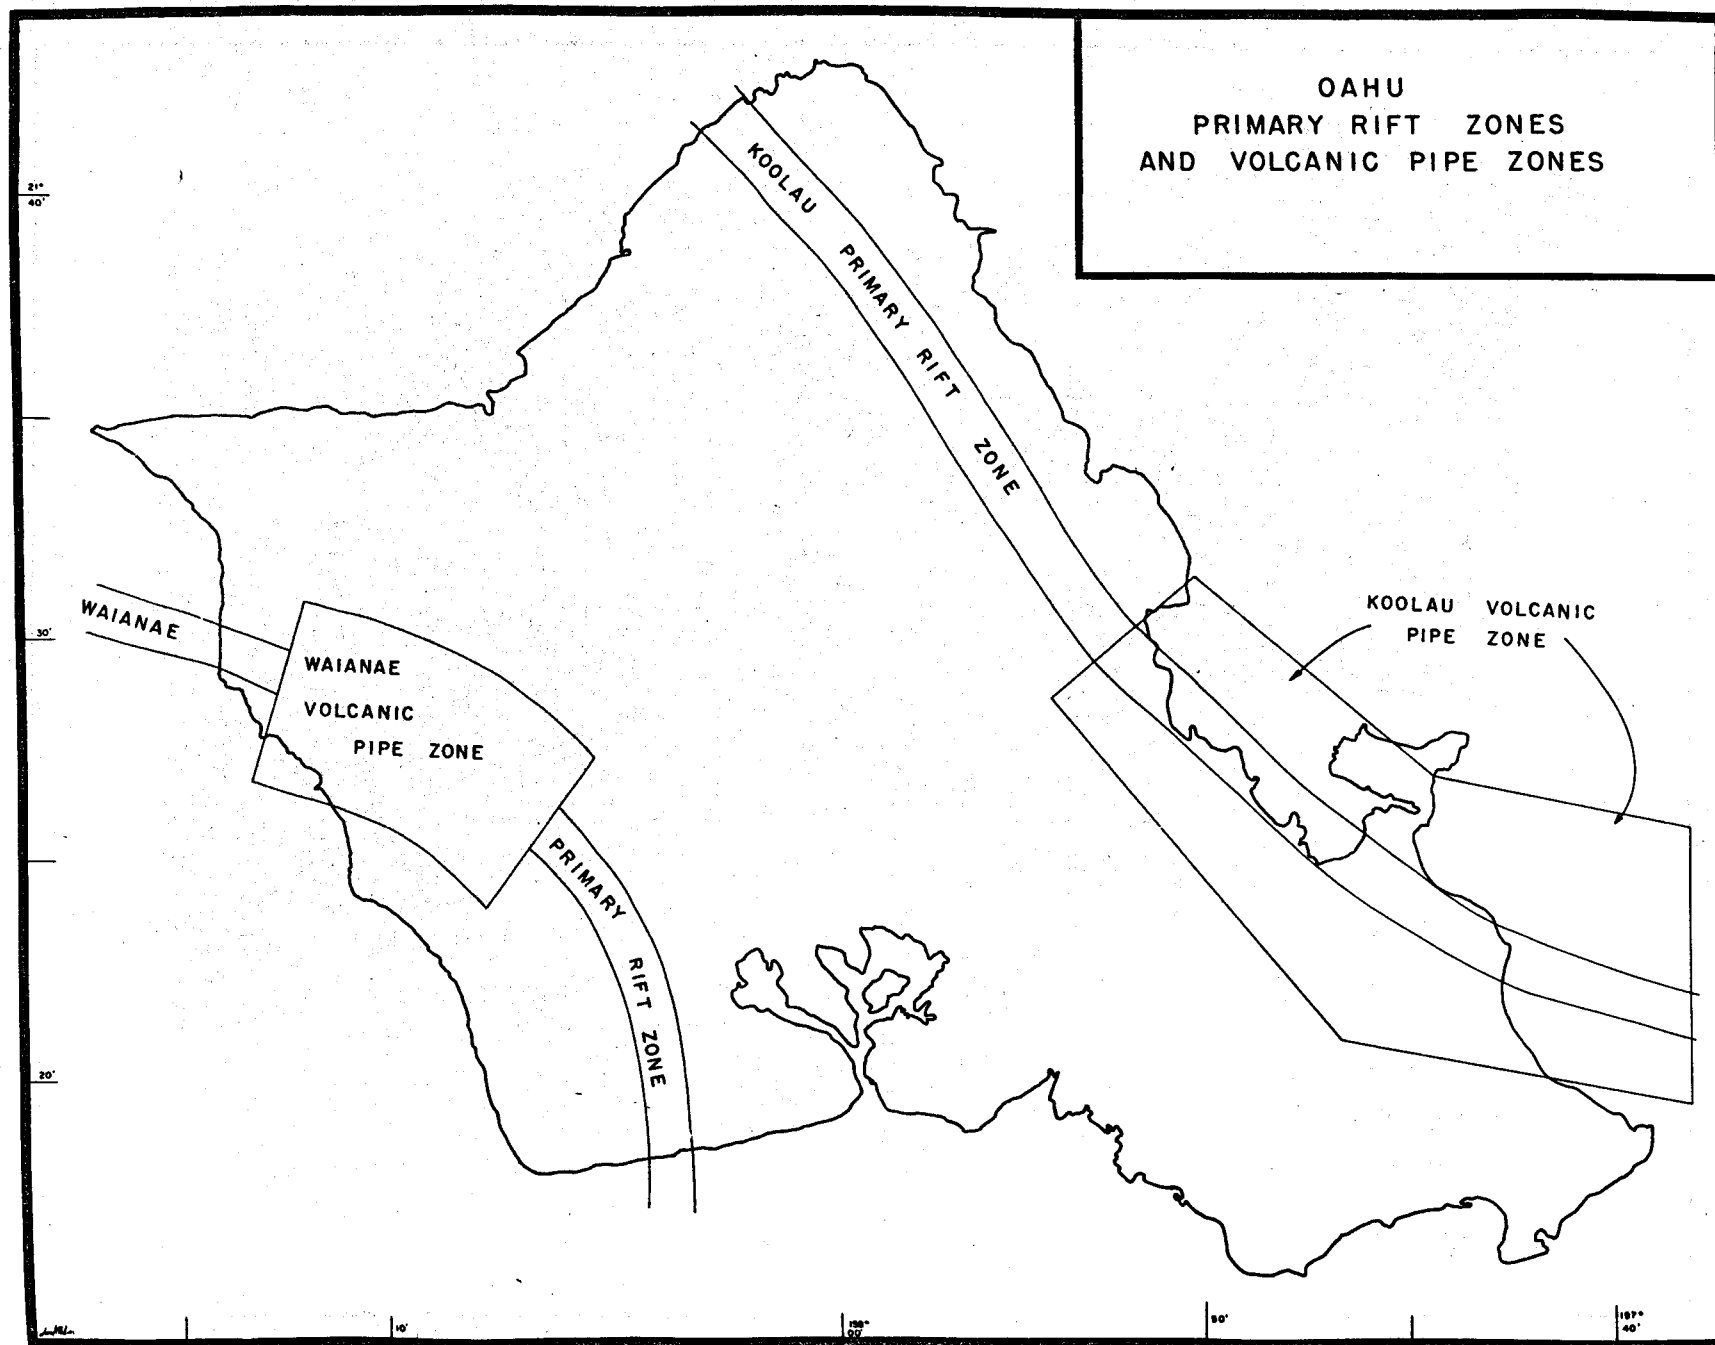 OAHU
PRIMARY RIFT ZONES
AND VOLCANIC PIPE ZONES
21°
40'
KOOLAU PRIMARY RIFT ZONE
30'
WAIANAE
WAIANAE
VOLCANIC
PIPE ZONE
KOOLAU VOLCANIC
PIPE ZONE
PRIMARY RIFT ZONE
20'
10'
158°
00'
50'
157°
40'